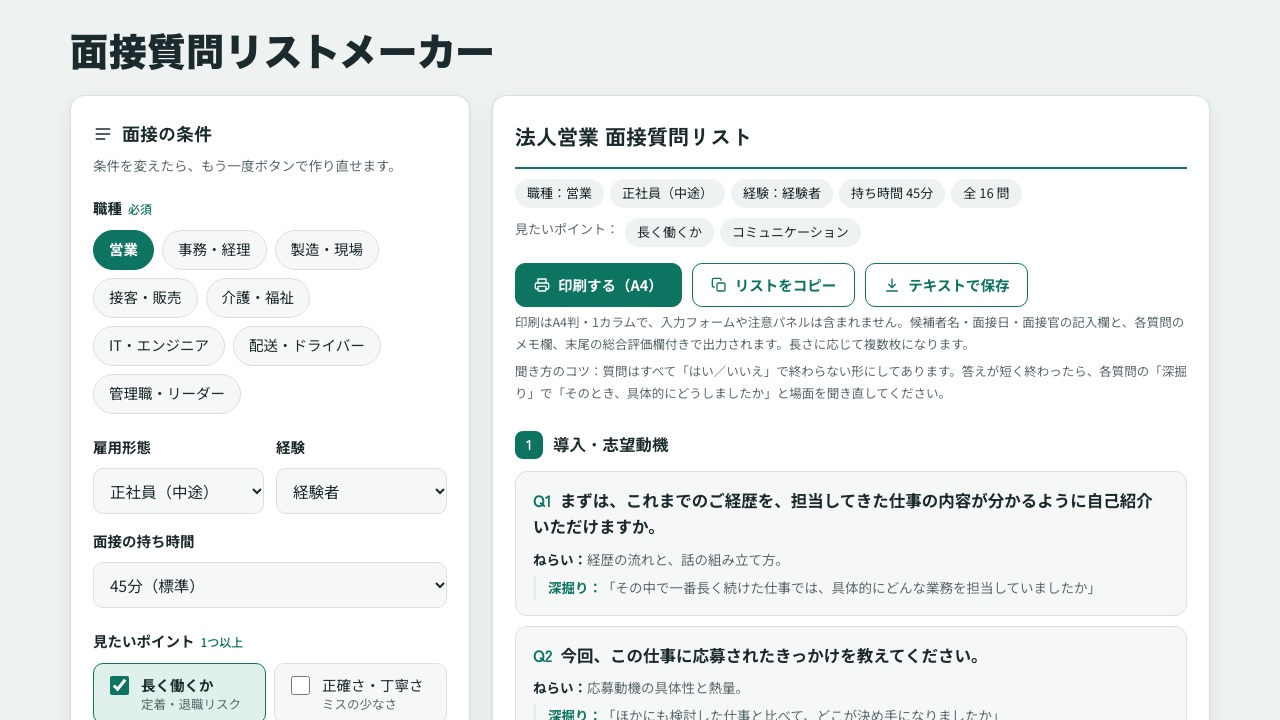 面接質問リストメーカー
面接の条件
条件を変えたら、もう一度ボタンで作り直せます。
職種 必須
営業
事務・経理
製造・現場
接客・販売
介護・福祉
IT・エンジニア
配送・ドライバー
管理職・リーダー
雇用形態
経験
正社員（中途）
経験者
面接の持ち時間
45分（標準）
見たいポイント 1つ以上
長く働くか
定着・退職リスク
正確さ・丁寧さ
ミスの少なさ
法人営業 面接質問リスト
職種：営業
正社員（中途）
経験：経験者
持ち時間 45分
全 16 問
見たいポイント：
長く働くか
コミュニケーション
印刷する（A4）
リストをコピー
テキストで保存
印刷はA4判・1カラムで、入力フォームや注意パネルは含まれません。候補者名・面接日・面接官の記入欄と、各質問の
メモ欄、末尾の総合評価欄付きで出力されます。長さに応じて複数枚になります。
聞き方のコツ：質問はすべて「はい／いいえ」で終わらない形にしてあります。答えが短く終わったら、各質問の「深掘
り」で「そのとき、具体的にどうしましたか」と場面を聞き直してください。
1 導入・志望動機
Q1 まずは、これまでのご経歴を、担当してきた仕事の内容が分かるように自己紹介
いただけますか。
ねらい：経歴の流れと、話の組み立て方。
深掘り：「その中で一番長く続けた仕事では、具体的にどんな業務を担当していましたか」
Q2 今回、この仕事に応募されたきっかけを教えてください。
ねらい：応募動機の具体性と熱量。
深掘り：「ほかにも検討した仕事と比べて、どこが決め手になりましたか」